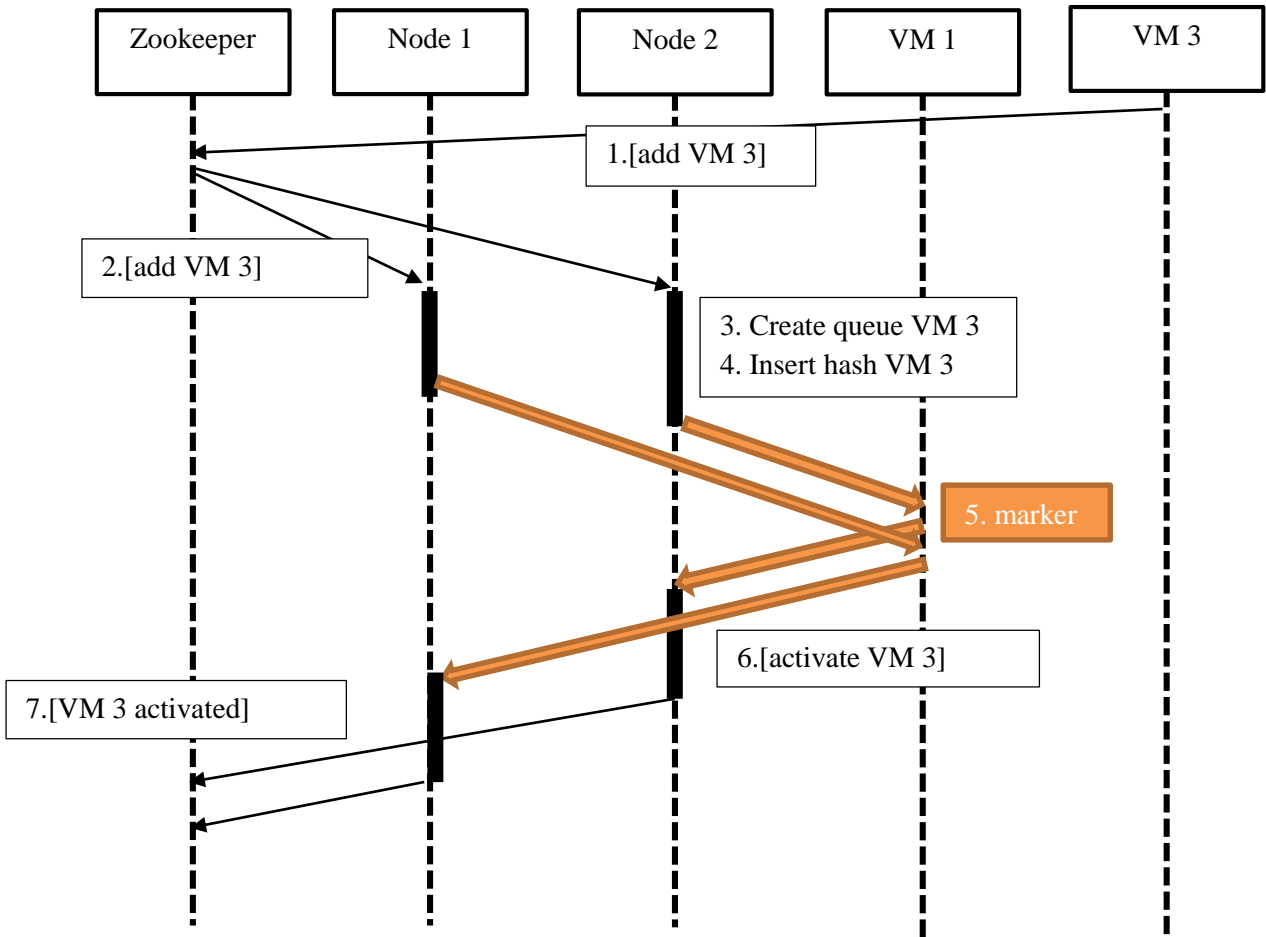 Zookeeper
Node 1
Node 2
VM 1
VM 3
1.[add VM 3]
2.[add VM 3]
3. Create queue VM 3
4. Insert hash VM 3
5. marker
6.[activate VM 3]
7.[VM 3 activated]